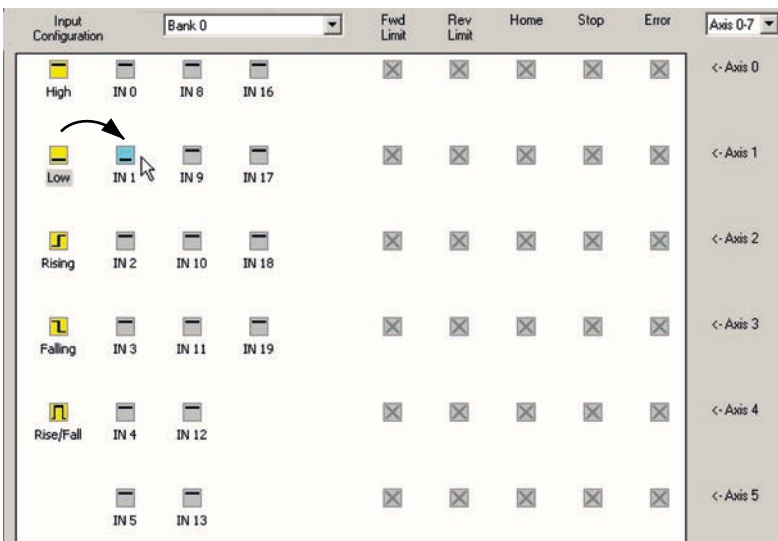 Input Configuration
Bank 0
Fwd Limit
Rev Limit
Home
Stop
Error
Axis 0-7
High
IN 0
IN 8
IN 16
<- Axis 0
Low
IN 1
IN 9
IN 17
<- Axis 1
Rising
IN 2
IN 10
IN 18
<- Axis 2
Falling
IN 3
IN 11
IN 19
<- Axis 3
Rise/Fall
IN 4
IN 12
<- Axis 4
IN 5
IN 13
<- Axis 5